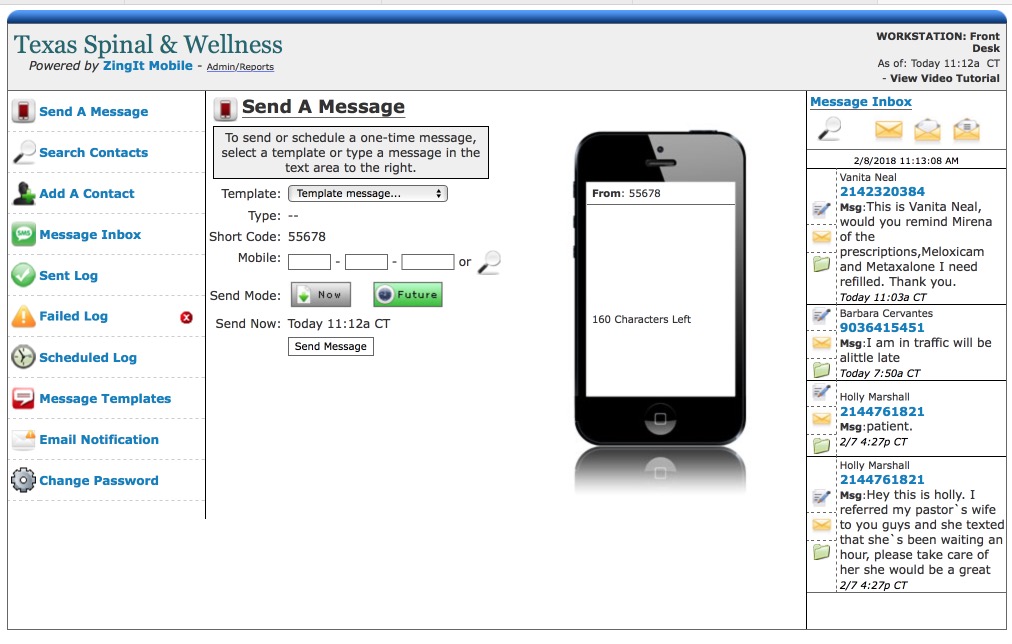 Texas Spinal & Wellness
Powered by ZingIt Mobile - Admin/Reports
WORKSTATION: Front
Desk
As of: Today 11:12a CT
- View Video Tutorial
Send A Message
Search Contacts
Add A Contact
SMS
Message Inbox
Sent Log
Failed Log
Scheduled Log
Message Templates
Email Notification
Change Password
Send A Message
To send or schedule a one-time message,
select a template or type a message in the
text area to the right.
Template: Template message...
Type: --
Short Code: 55678
Mobile: - - or
Send Mode: Now Future
Send Now: Today 11:12a CT
Send Message
From: 55678
160 Characters Left
Message Inbox
2/8/2018 11:13:08 AM
Vanita Neal
2142320384
Msg:This is Vanita Neal,
would you remind Mirena
of the
prescriptions,Meloxicam
and Metaxalone I need
refilled. Thank you.
Today 11:03a CT
Barbara Cervantes
9036415451
Msg:I am in traffic will be
alittle late
Today 7:50a CT
Holly Marshall
2144761821
Msg:patient.
2/7 4:27p CT
Holly Marshall
2144761821
Msg:Hey this is holly. I
referred my pastor`s wife
to you guys and she texted
that she`s been waiting an
hour, please take care of
her she would be a great
2/7 4:27p CT